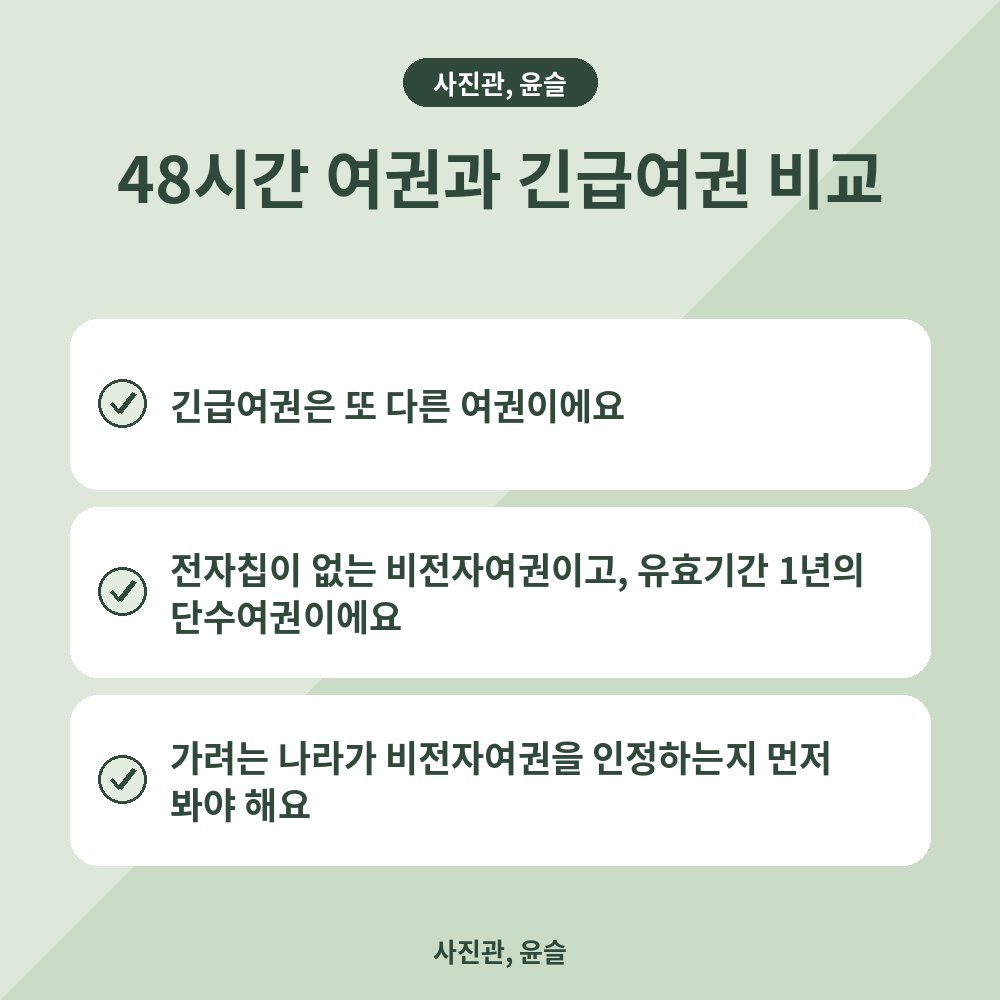 사진관, 윤슬
48시간 여권과 긴급여권 비교
긴급여권은 또 다른 여권이에요
전자칩이 없는 비전자여권이고, 유효기간 1년의
단수여권이에요
가려는 나라가 비전자여권을 인정하는지 먼저
봐야 해요
사진관, 윤슬